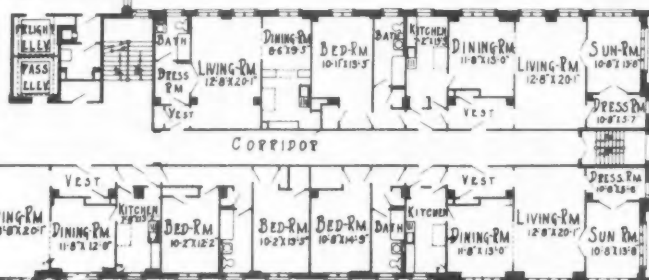 FREIGHT
ELEV.
PASS
ELEV.
BATH
DRESS
RM
VEST
LIVING-RM
12-8"X20-1"
DINING-RM
8-6"X9-5"
BED-RM
10-11"X13-5"
BATH
KITCHEN
DINING-RM
11-8"X13-0"
VEST
LIVING-RM
12-8"X20-1"
SUN-RM
10-8"X13-8"
DRESS-RM
10-8"X5-7
CORRIDOR
VEST
DINING-RM
11-8"X12-8"
KITCHEN
BED-RM
10-2"X12-2"
BED-RM
10-2"X13-5"
BED-RM
10-8"X14-9"
BATH
KITCHEN
VEST
DINING-RM
11-8"X13-0"
LIVING-RM
12-8"X20-1"
DRESS-RM
SUN RM
10-8"X13-8